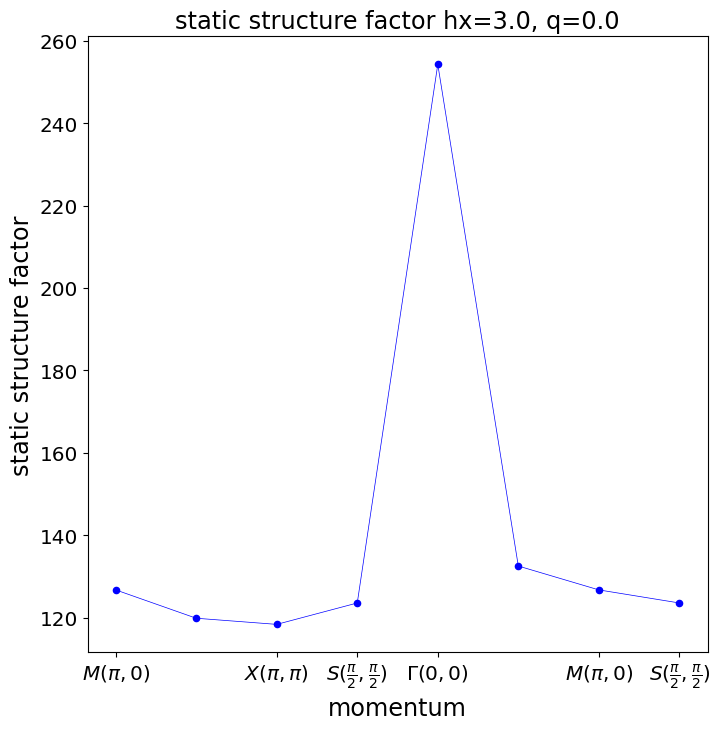 static structure factor hx=3.0, q=0.0
static structure factor
260
240
220
200
180
160
140
120
M(π, 0) X(π, π) S(π/2, π/2) Γ(0, 0) M(π, 0) S(π/2, π/2)
momentum